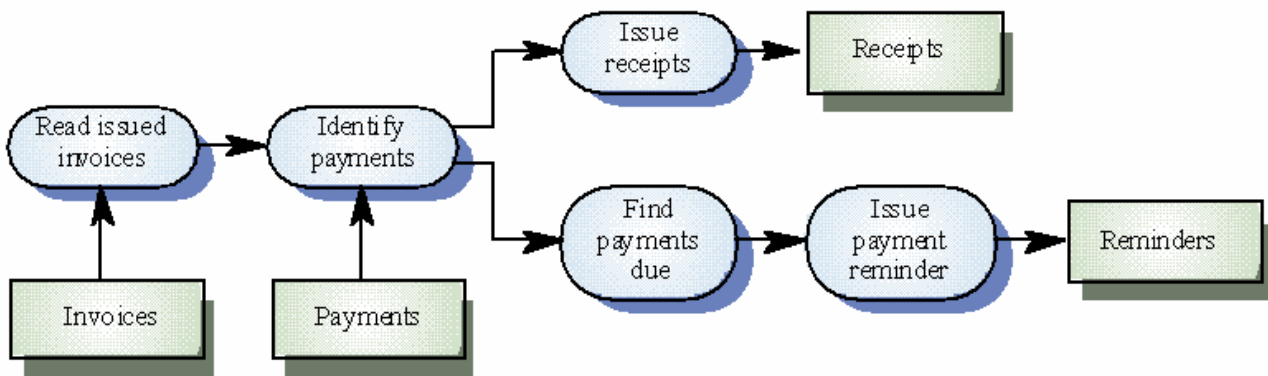 Issue
receipts
Receipts
Read issued
invoices
Identify
payments
Find
payments
due
Issue
payment
reminder
Reminders
Invoices
Payments